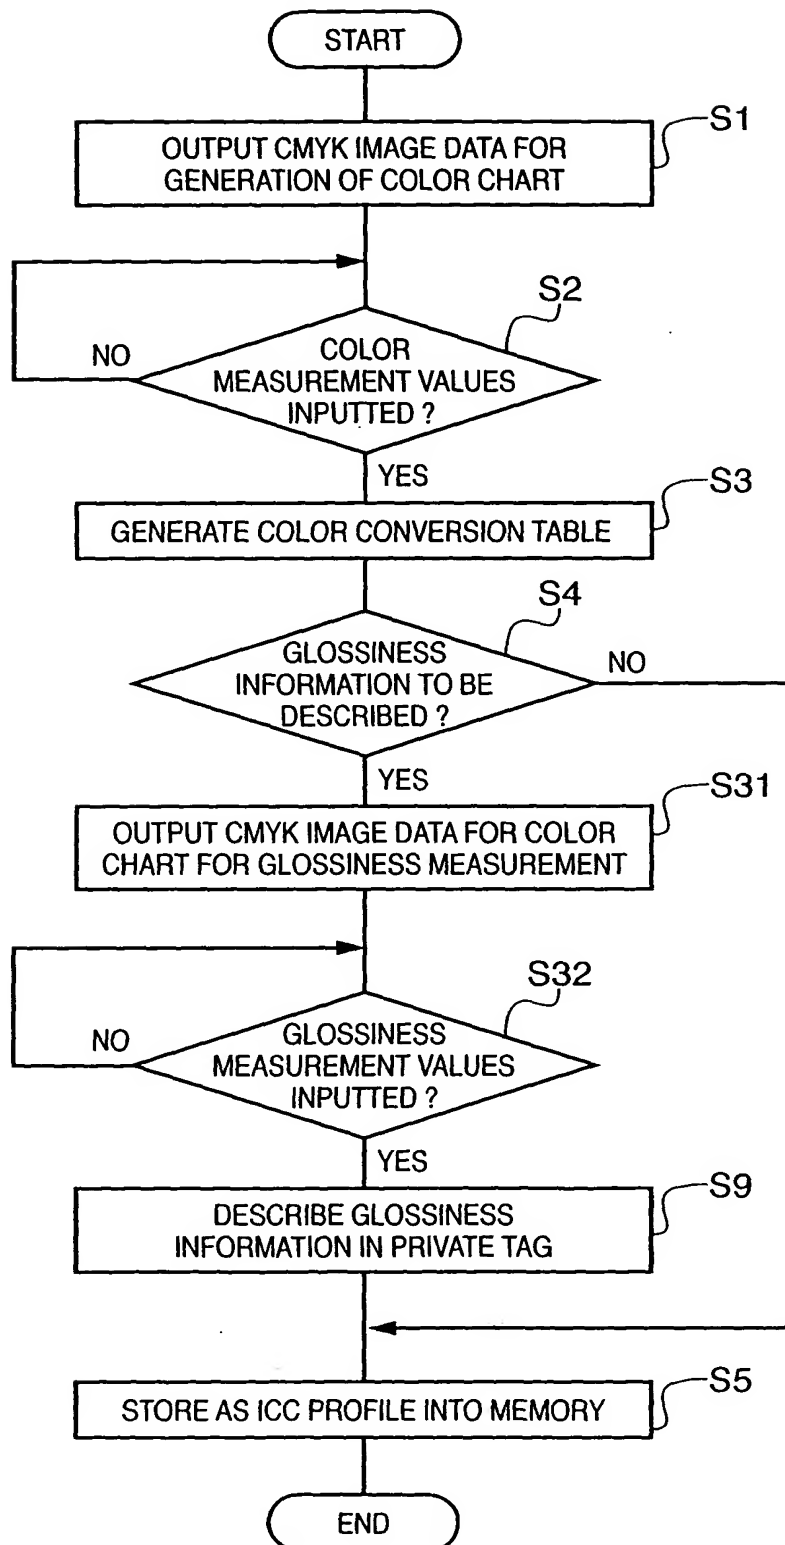 START
S1
OUTPUT CMYK IMAGE DATA FOR
GENERATION OF COLOR CHART
S2
NO
COLOR
MEASUREMENT VALUES
INPUTTED ?
YES
S3
GENERATE COLOR CONVERSION TABLE
S4
GLOSSINESS
INFORMATION TO BE
DESCRIBED ?
NO
YES
S31
OUTPUT CMYK IMAGE DATA FOR COLOR
CHART FOR GLOSSINESS MEASUREMENT
S32
NO
GLOSSINESS
MEASUREMENT VALUES
INPUTTED ?
YES
S9
DESCRIBE GLOSSINESS
INFORMATION IN PRIVATE TAG
S5
STORE AS ICC PROFILE INTO MEMORY
END